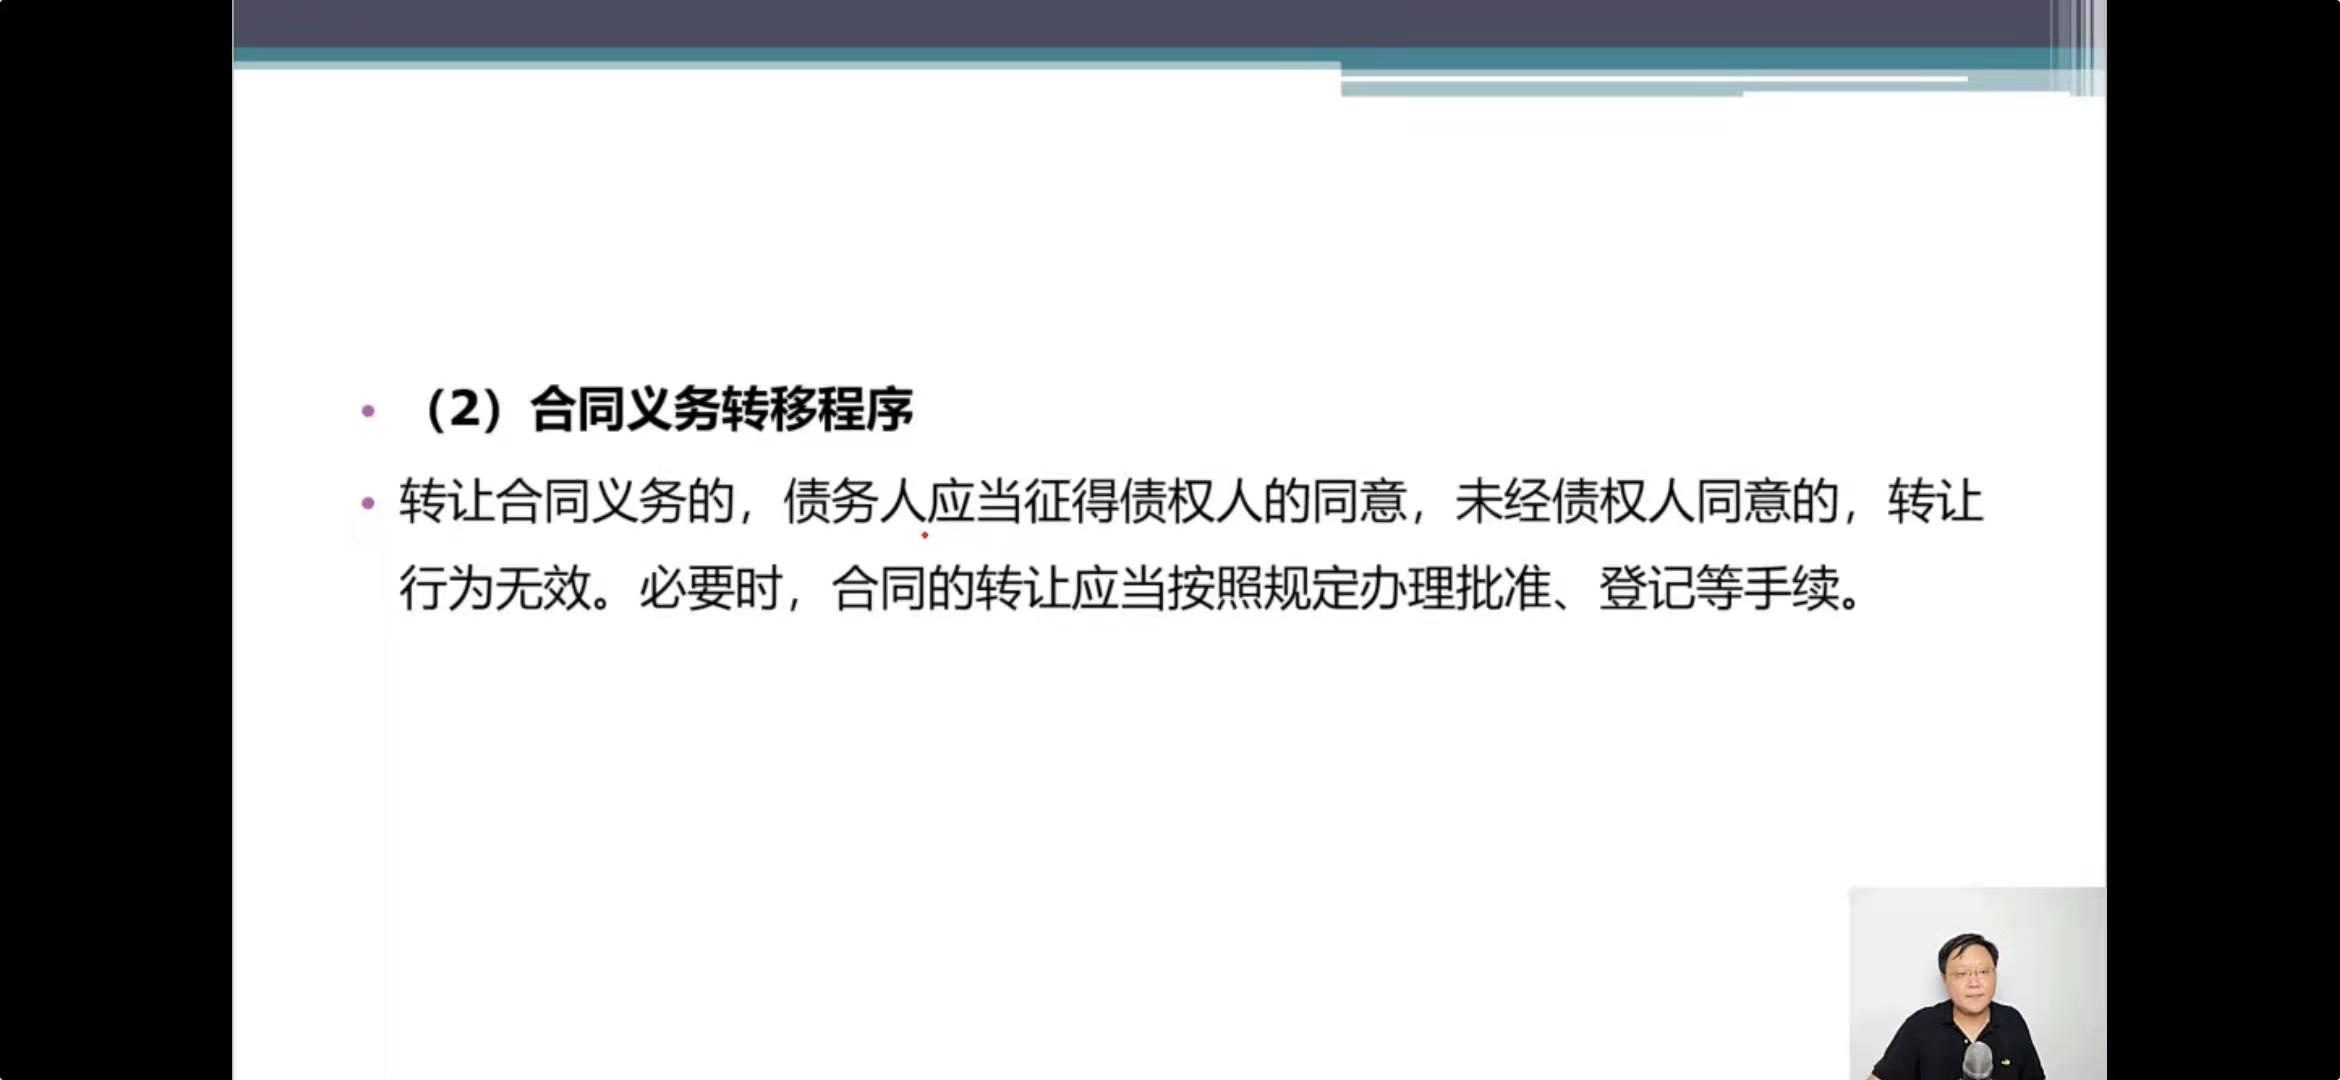 （2）合同义务转移程序
转让合同义务的，债务人应当征得债权人的同意，未经债权人同意的，转让
行为无效。必要时，合同的转让应当按照规定办理批准、登记等手续。